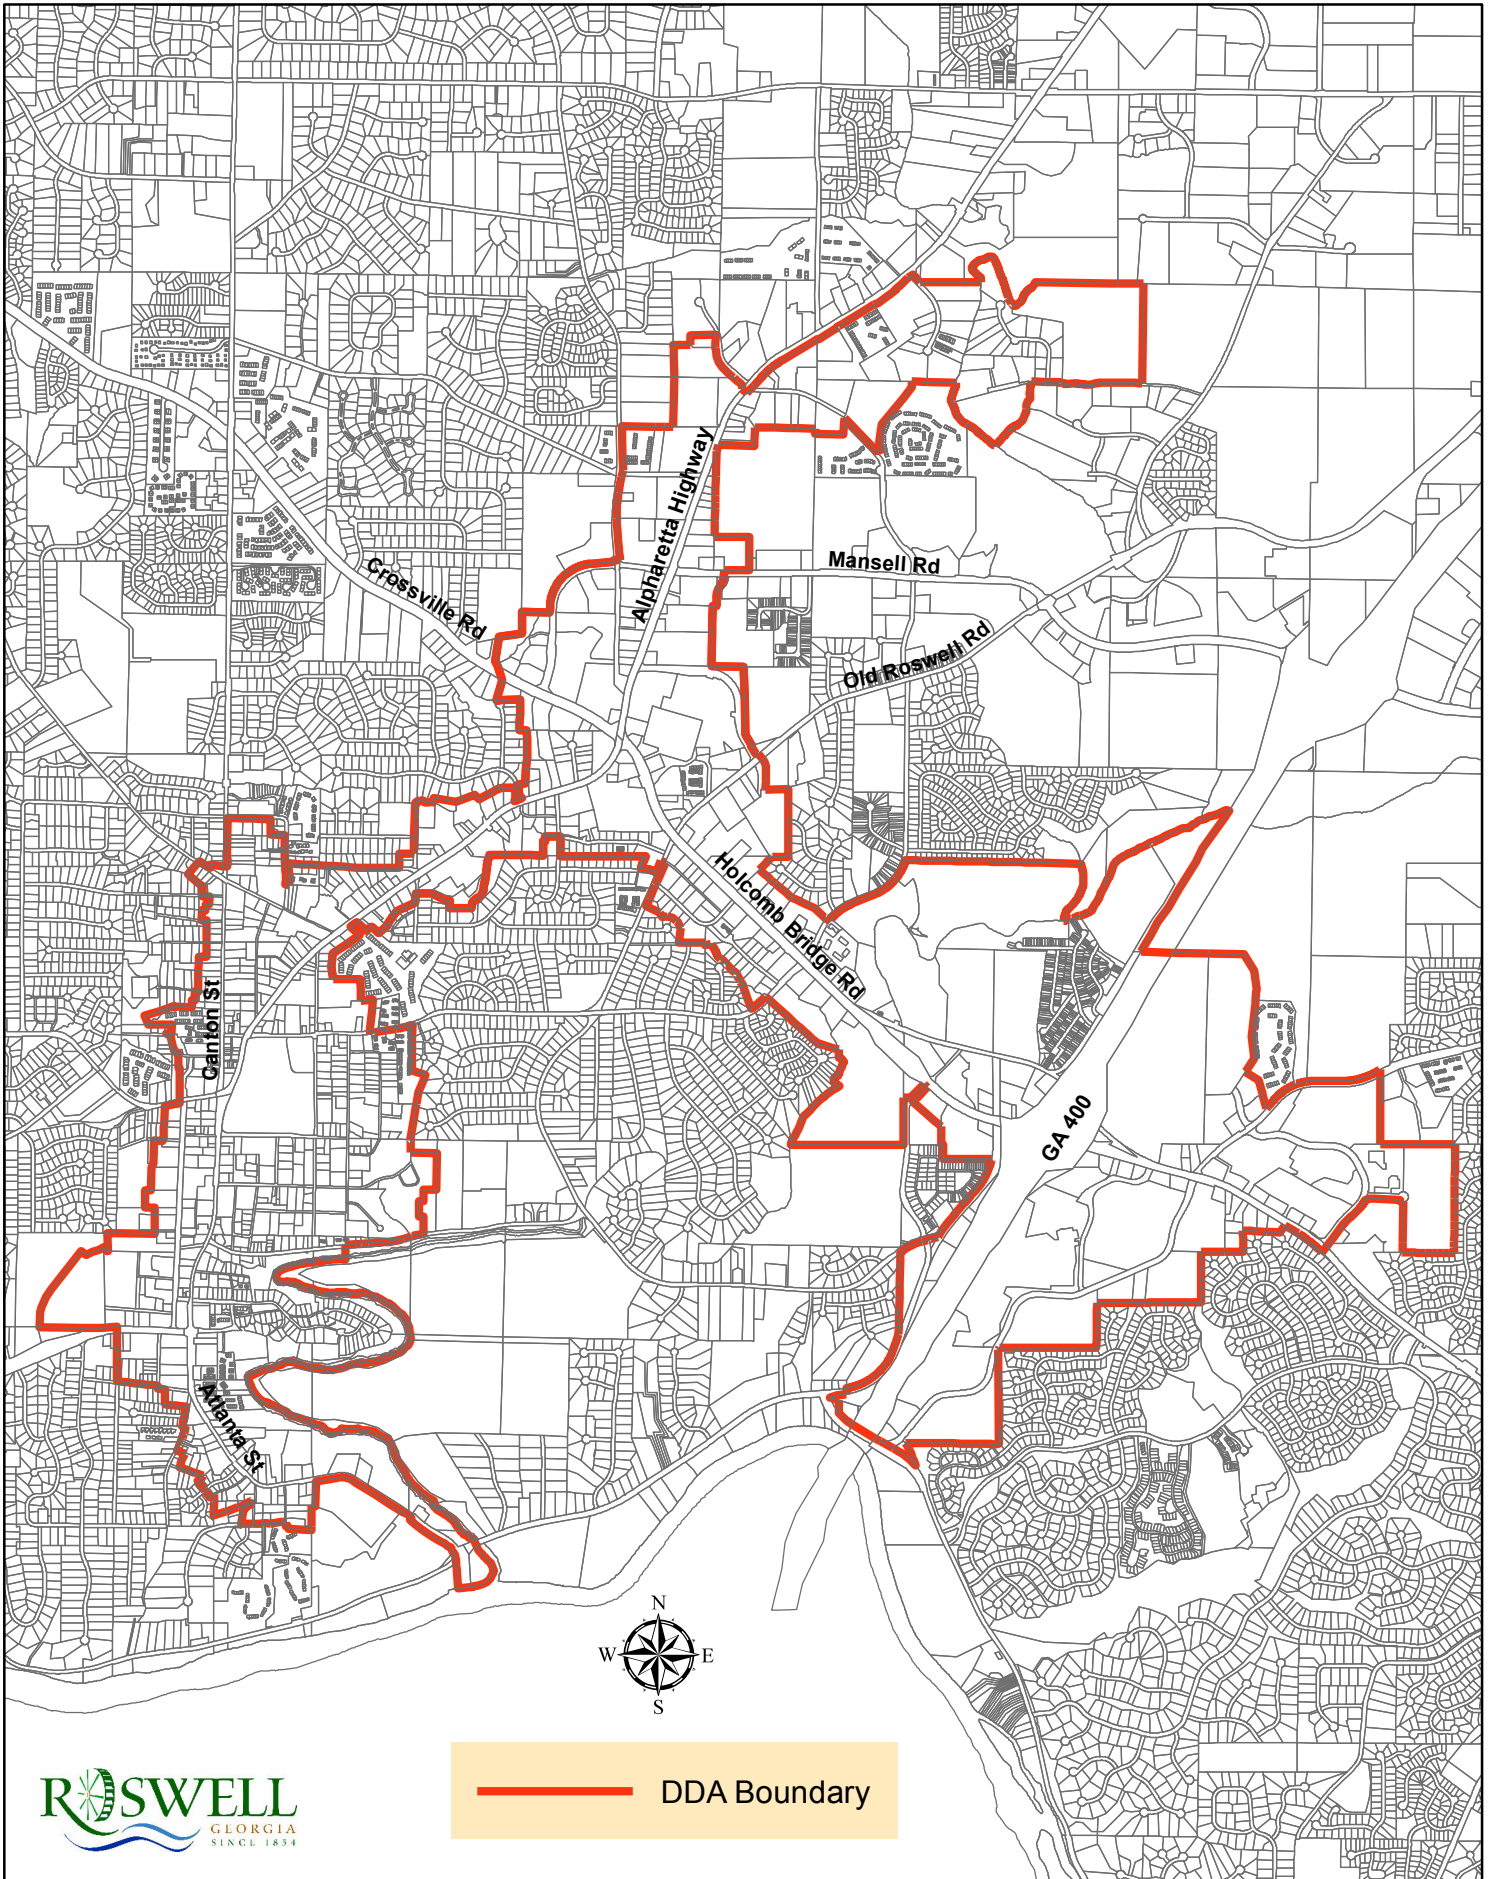 Alpharetta Highway
Mansell Rd
Crossville Rd
Old Roswell Rd
Holcomb Bridge Rd
Canton St
GA 400
Atlanta St
N
W E
S
DDA Boundary
ROSWELL
GEORGIA
SINCE 1854